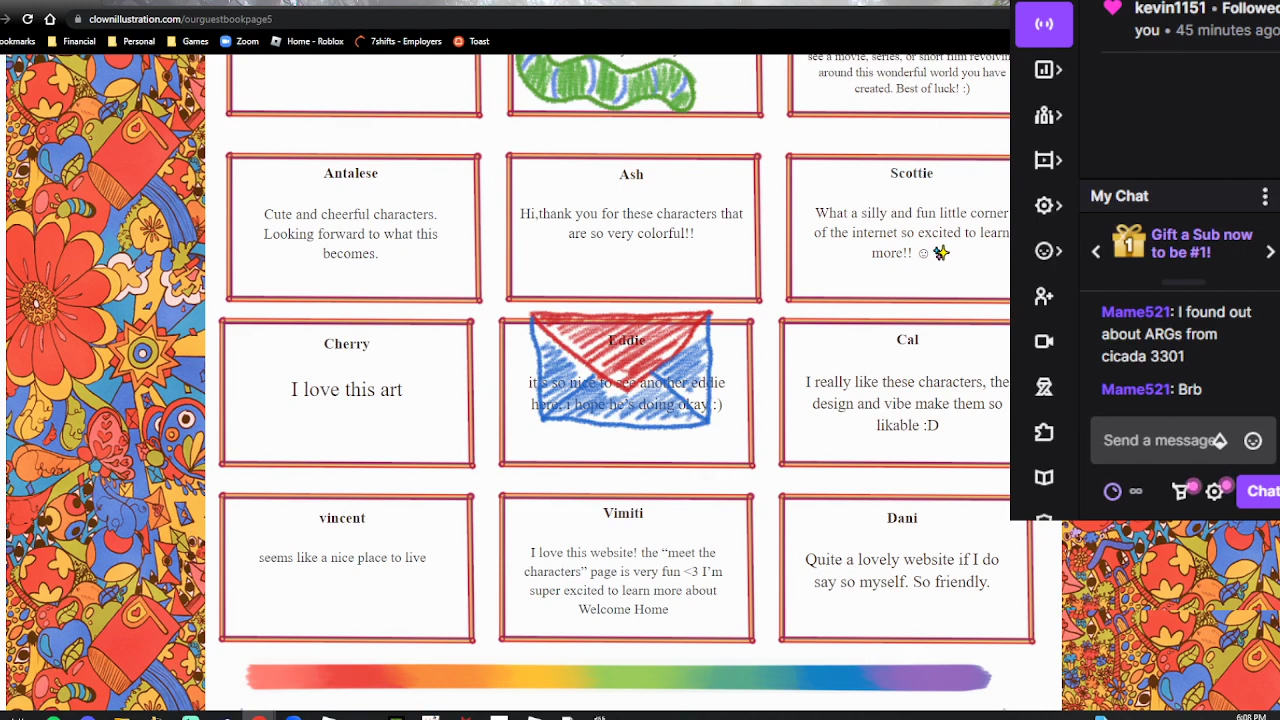 clownillustration.com/ourguestbookpage5
ookmarks Financial Personal Games Zoom Home - Roblox 7shifts - Employers Toast
see a movie, series, or short film revolvin
around this wonderful world you have
created. Best of luck! :)
Antalese
Cute and cheerful characters.
Looking forward to what this
becomes.
Ash
Hi,thank you for these characters that
are so very colorful!!
Scottie
What a silly and fun little corner
of the internet so excited to learn
more!! ☺ ✨
Cherry
I love this art
Eddie
it's so nice to see another eddie
here, i hope he's doing okay :)
Cal
I really like these characters, the
design and vibe make them so
likable :D
vincent
seems like a nice place to live
Vimiti
I love this website! the “meet the
characters” page is very fun <3 I’m
super excited to learn more about
Welcome Home
Dani
Quite a lovely website if I do
say so myself. So friendly.
kevin1151 • Followed
you • 45 minutes ago
My Chat
1
Gift a Sub now
to be #1!
Mame521: I found out
about ARGs from
cicada 3301
Mame521: Brb
Send a message
Chat
6:08 PM